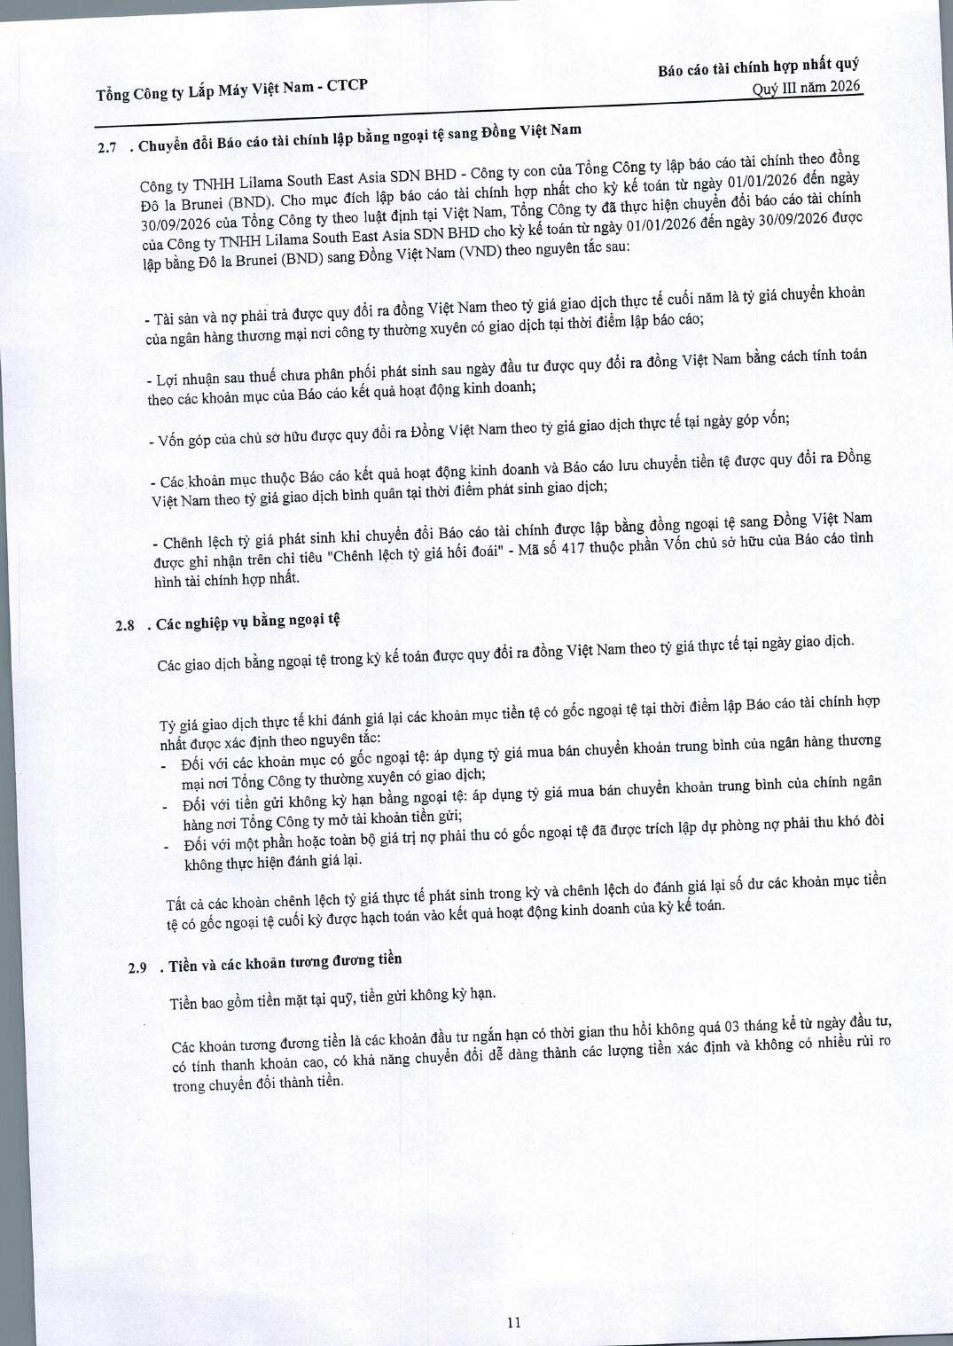 Tổng Công ty Lắp Máy Việt Nam - CTCP
Báo cáo tài chính hợp nhất quý
Quý III năm 2026
2.7 . Chuyển đổi Báo cáo tài chính lập bằng ngoại tệ sang Đồng Việt Nam
Công ty TNHH Lilama South East Asia SDN BHD - Công ty con của Tổng Công ty lập báo cáo tài chính theo đồng
Đô la Brunei (BND). Cho mục đích lập báo cáo tài chính hợp nhất cho kỳ kế toán từ ngày 01/01/2026 đến ngày
30/09/2026 của Tổng Công ty theo luật định tại Việt Nam, Tổng Công ty đã thực hiện chuyển đổi báo cáo tài chính
của Công ty TNHH Lilama South East Asia SDN BHD cho kỳ kế toán từ ngày 01/01/2026 đến ngày 30/09/2026 được
lập bằng Đô la Brunei (BND) sang Đồng Việt Nam (VND) theo nguyên tắc sau:
- Tài sản và nợ phải trả được quy đổi ra đồng Việt Nam theo tỷ giá giao dịch thực tế cuối năm là tỷ giá chuyển khoản
của ngân hàng thương mại nơi công ty thường xuyên có giao dịch tại thời điểm lập báo cáo;
- Lợi nhuận sau thuế chưa phân phối phát sinh sau ngày đầu tư được quy đổi ra đồng Việt Nam bằng cách tính toán
theo các khoản mục của Báo cáo kết quả hoạt động kinh doanh;
- Vốn góp của chủ sở hữu được quy đổi ra Đồng Việt Nam theo tỷ giá giao dịch thực tế tại ngày góp vốn;
- Các khoản mục thuộc Báo cáo kết quả hoạt động kinh doanh và Báo cáo lưu chuyển tiền tệ được quy đổi ra Đồng
Việt Nam theo tỷ giá giao dịch bình quân tại thời điểm phát sinh giao dịch;
- Chênh lệch tỷ giá phát sinh khi chuyển đổi Báo cáo tài chính được lập bằng đồng ngoại tệ sang Đồng Việt Nam
được ghi nhận trên chỉ tiêu "Chênh lệch tỷ giá hối đoái" - Mã số 417 thuộc phần Vốn chủ sở hữu của Báo cáo tình
hình tài chính hợp nhất.
2.8 . Các nghiệp vụ bằng ngoại tệ
Các giao dịch bằng ngoại tệ trong kỳ kế toán được quy đổi ra đồng Việt Nam theo tỷ giá thực tế tại ngày giao dịch.
Tỷ giá giao dịch thực tế khi đánh giá lại các khoản mục tiền tệ có gốc ngoại tệ tại thời điểm lập Báo cáo tài chính hợp
nhất được xác định theo nguyên tắc:
- Đối với các khoản mục có gốc ngoại tệ: áp dụng tỷ giá mua bán chuyển khoản trung bình của ngân hàng thương
mại nơi Tổng Công ty thường xuyên có giao dịch;
- Đối với tiền gửi không kỳ hạn bằng ngoại tệ: áp dụng tỷ giá mua bán chuyển khoản trung bình của chính ngân
hàng nơi Tổng Công ty mở tài khoản tiền gửi;
- Đối với một phần hoặc toàn bộ giá trị nợ phải thu có gốc ngoại tệ đã được trích lập dự phòng nợ phải thu khó đòi
không thực hiện đánh giá lại.
Tất cả các khoản chênh lệch tỷ giá thực tế phát sinh trong kỳ và chênh lệch do đánh giá lại số dư các khoản mục tiền
tệ có gốc ngoại tệ cuối kỳ được hạch toán vào kết quả hoạt động kinh doanh của kỳ kế toán.
2.9 . Tiền và các khoản tương đương tiền
Tiền bao gồm tiền mặt tại quỹ, tiền gửi không kỳ hạn.
Các khoản tương đương tiền là các khoản đầu tư ngắn hạn có thời gian thu hồi không quá 03 tháng kể từ ngày đầu tư,
có tính thanh khoản cao, có khả năng chuyển đổi dễ dàng thành các lượng tiền xác định và không có nhiều rủi ro
trong chuyển đổi thành tiền.
11